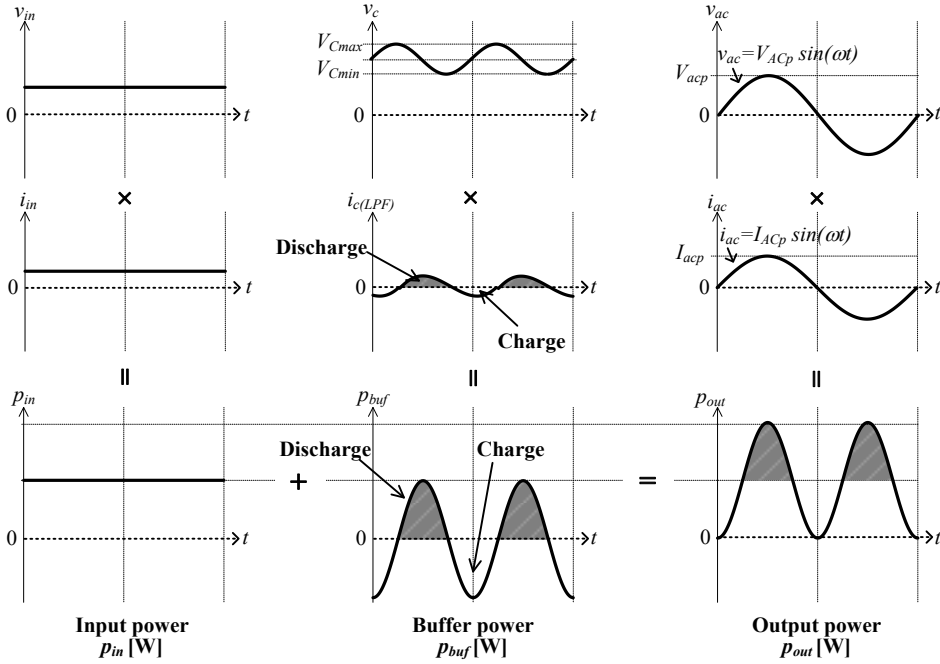 v_in
v_c
v_ac
V_Cmax
V_Cmin
v_ac=V_ACp sin(ωt)
V_acp
0
t
0
t
0
t
×
×
×
i_in
i_c(LPF)
i_ac
Discharge
i_ac=I_ACp sin(ωt)
I_acp
0
t
0
t
0
t
Charge
=
=
=
p_in
p_buf
p_out
Discharge
Charge
+
=
0
t
0
t
0
t
Input power
p_in [W]
Buffer power
p_buf [W]
Output power
p_out [W]